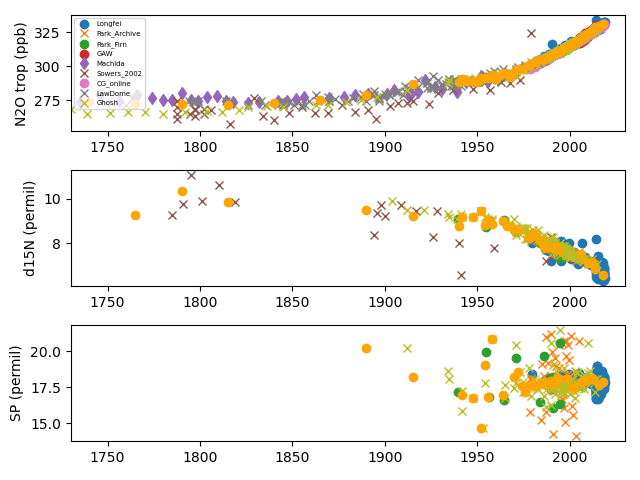 N2O trop (ppb)
325
300
275
Longfei
Park_Archive
Park_Firn
GAW
Machida
Sowers_2002
CG_online
LawDome
Ghosh
1750
1800
1850
1900
1950
2000
d15N (permil)
10
8
1750
1800
1850
1900
1950
2000
SP (permil)
20.0
17.5
15.0
1750
1800
1850
1900
1950
2000